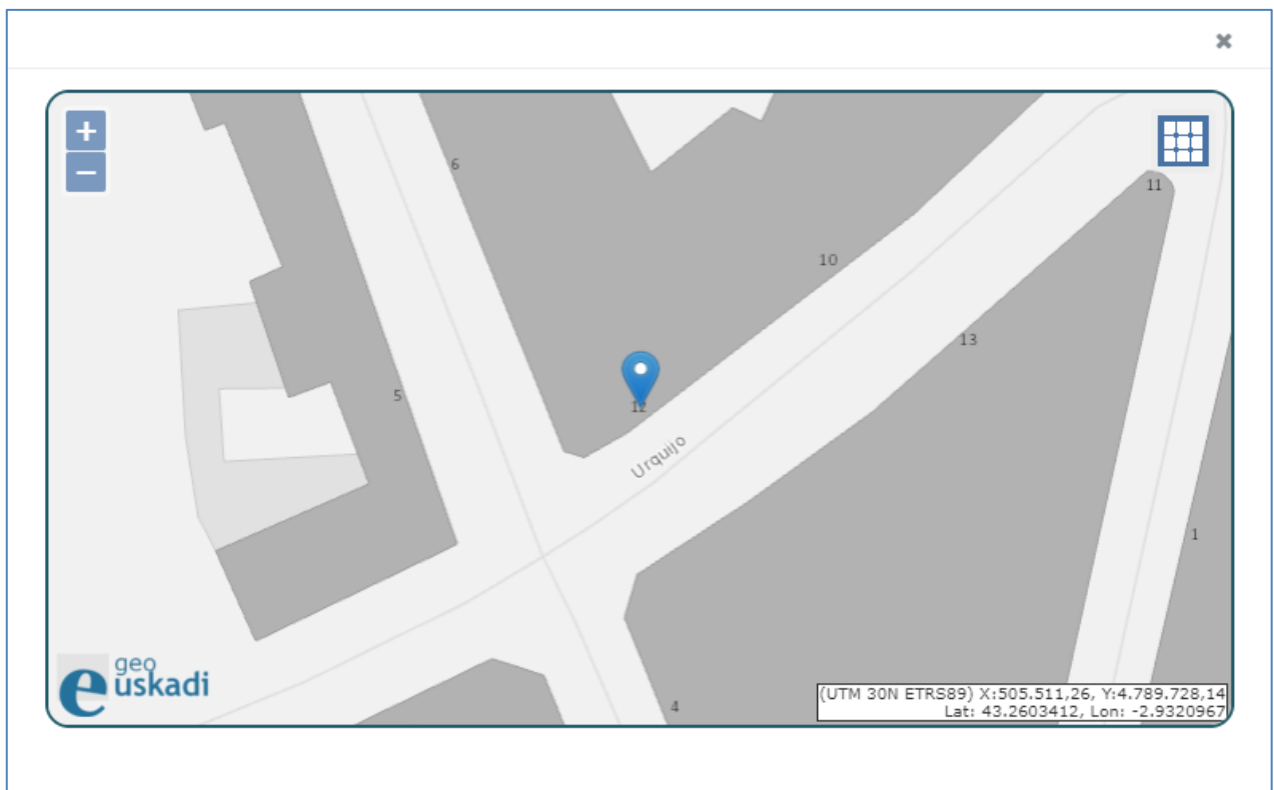 +
−
6
11
10
13
12
5
Urquijo
1
geo
euskadi
4
(UTM 30N ETRS89) X:505.511,26, Y:4.789.728,14
Lat: 43.2603412, Lon: -2.9320967